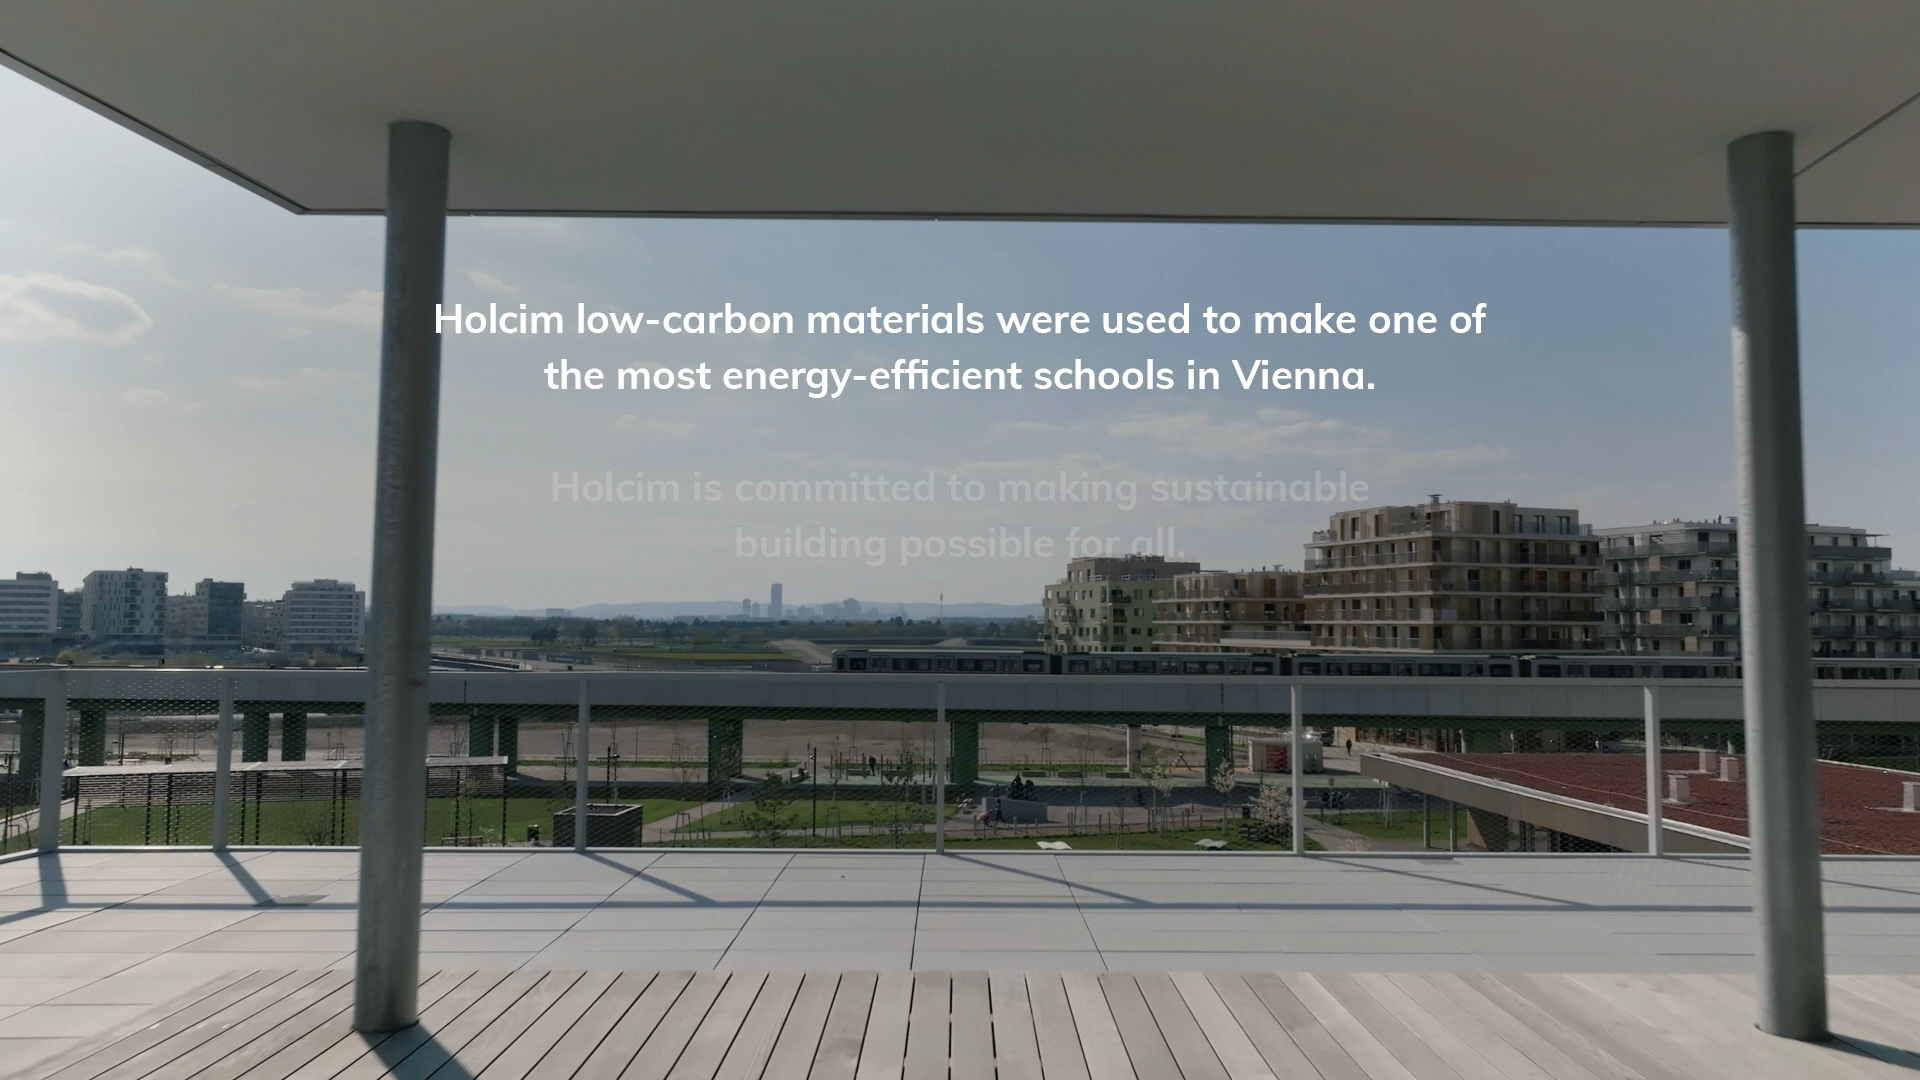 Holcim low-carbon materials were used to make one of
the most energy-efficient schools in Vienna.
Holcim is committed to making sustainable
building possible for all.